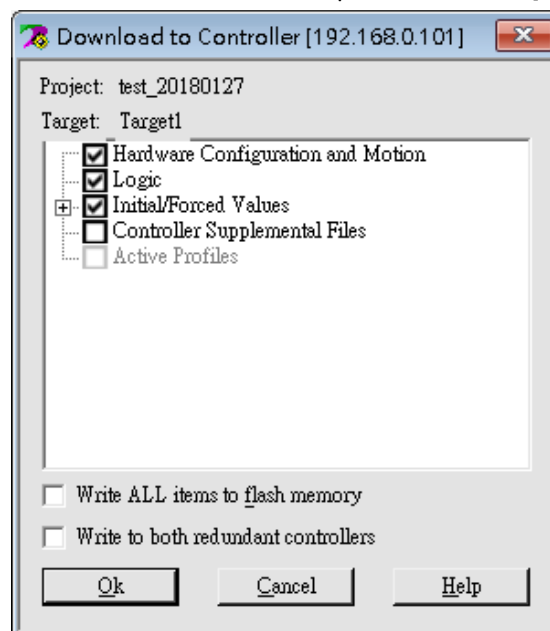 Download to Controller [192.168.0.101]
Project: test_20180127
Target: Target1
Hardware Configuration and Motion
Logic
Initial/Forced Values
Controller Supplemental Files
Active Profiles
Write ALL items to flash memory
Write to both redundant controllers
Ok Cancel Help